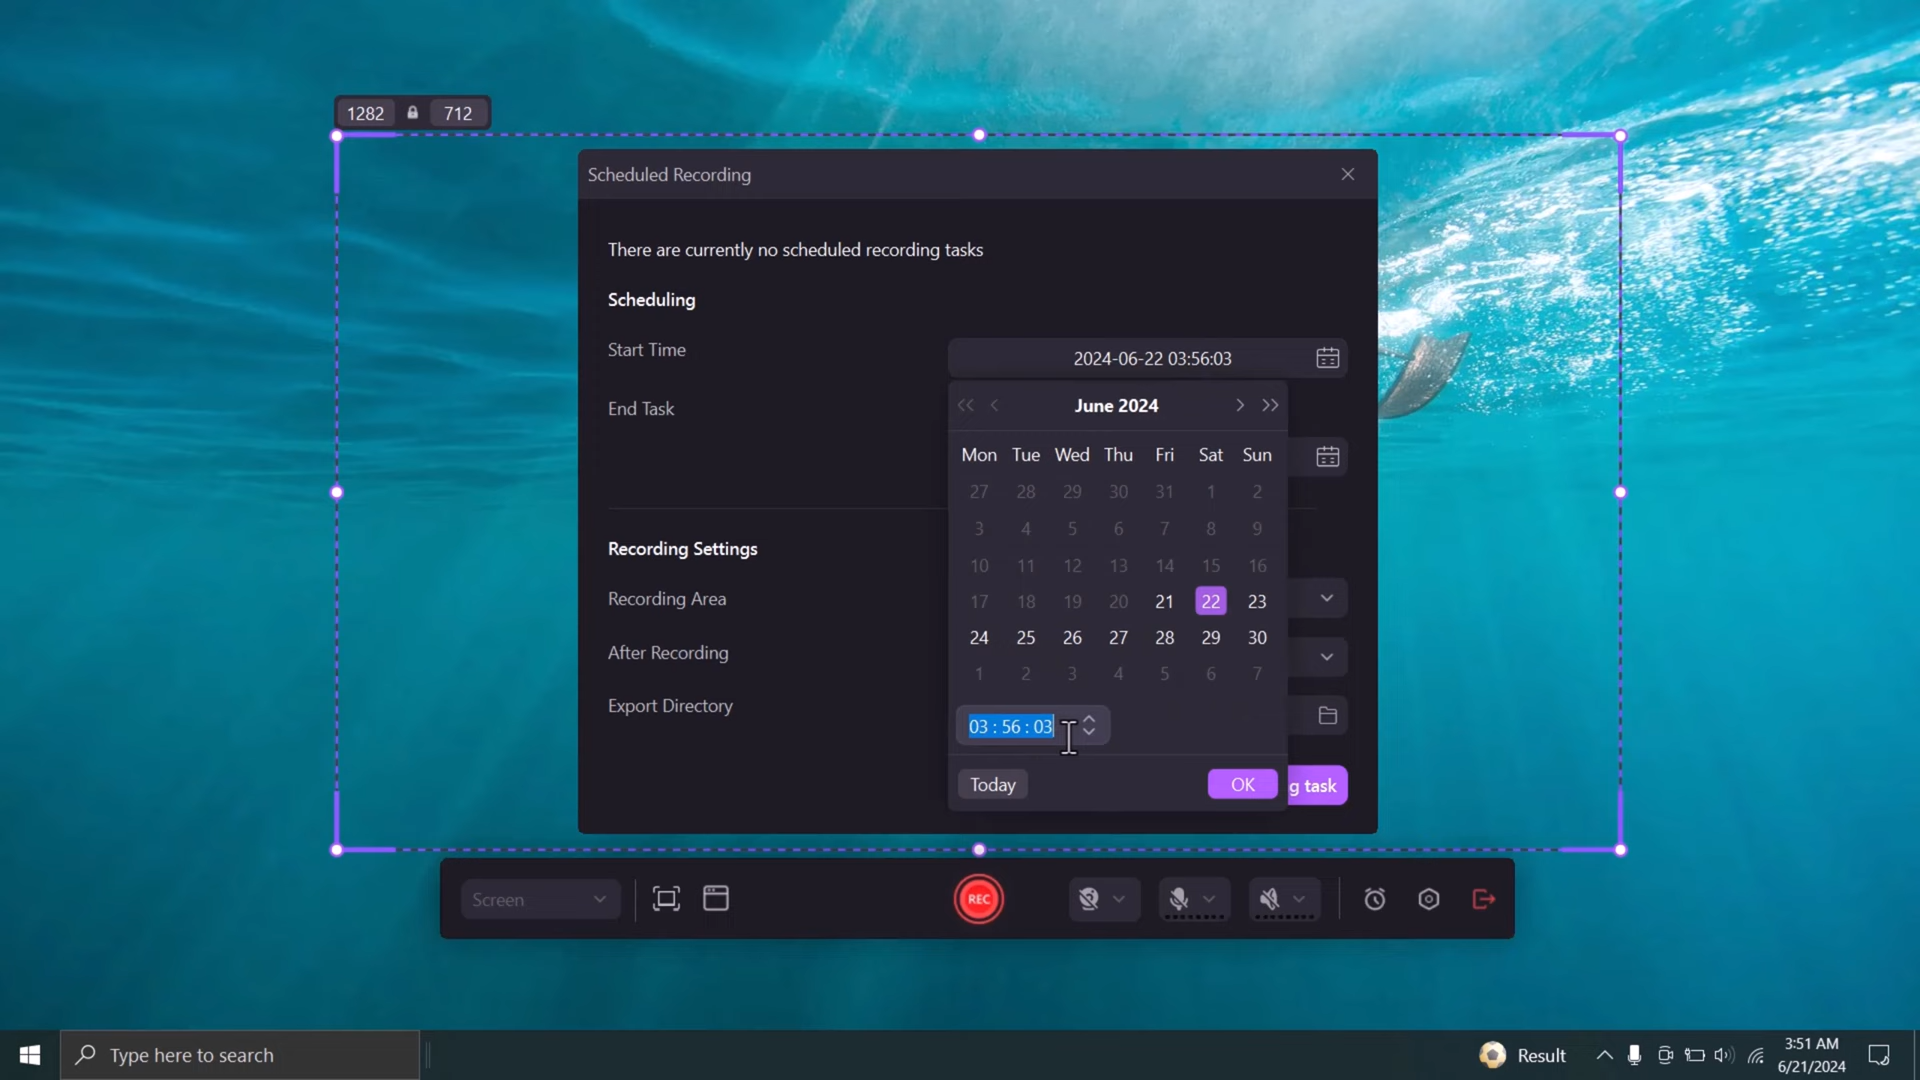 1282 712
Scheduled Recording
There are currently no scheduled recording tasks
Scheduling
Start Time
2024-06-22 03:56:03
End Task
June 2024
Mon Tue Wed Thu Fri Sat Sun
27 28 29 30 31 1 2
3 4 5 6 7 8 9
10 11 12 13 14 15 16
17 18 19 20 21 22 23
24 25 26 27 28 29 30
1 2 3 4 5 6 7
03 : 56 : 03
Today
OK
Recording Settings
Recording Area
After Recording
Export Directory
g task
Screen
REC
Type here to search
Result
3:51 AM
6/21/2024